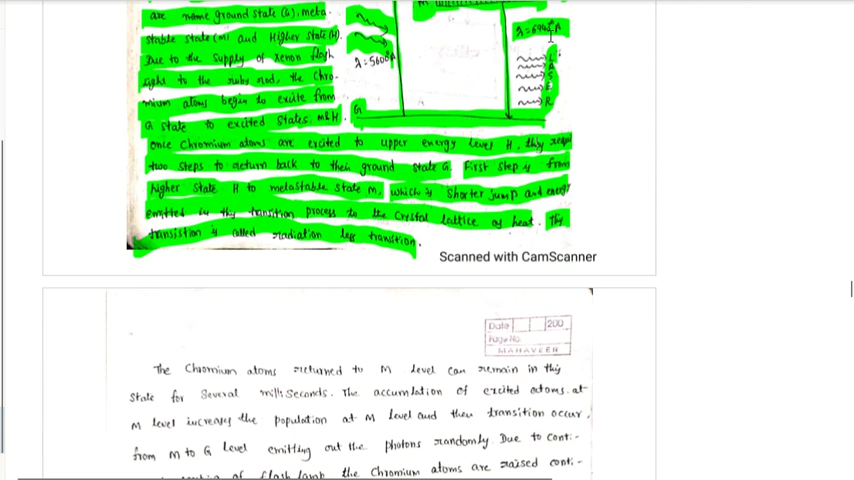 are name ground state (G), meta
stable state (M) and Higher state (H).
Due to the supply of Xenon flash
light to the ruby rod, the Chro-
mium atoms begin to excite from
G state to excited states, M&H.
λ=5600Å
G
M
λ=6943Å
L
A
S
E
R
once Chromium atoms are excited to upper energy level H, they
two steps to return back to their ground state G. First step is from
higher state H to metastable state M, which is shorter jump and energy
emitted in this transition process to the Crystal lattice as heat. This
transistion is called radiation less transition.
Scanned with CamScanner
Date 200
Page No.
MAHAVEER
The Chromium atoms returned to M level can remain in this
state for Several milliSeconds. The accumlation of excited atoms at
M level increases the population at M level and then transition occur,
from M to G level emitting out the photons randomly. Due to conti-
of flash lamp the Chromium atoms are raised conti-